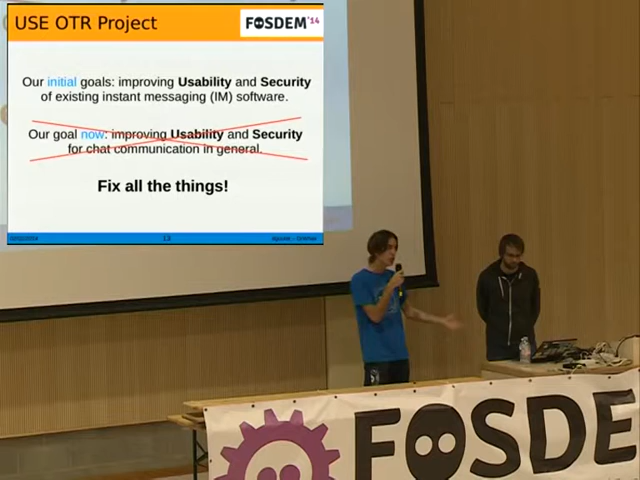 USE OTR Project
FOSDEM'14
Our initial goals: improving Usability and Security
of existing instant messaging (IM) software.
Our goal now: improving Usability and Security
for chat communication in general.
Fix all the things!
13
FOSDE